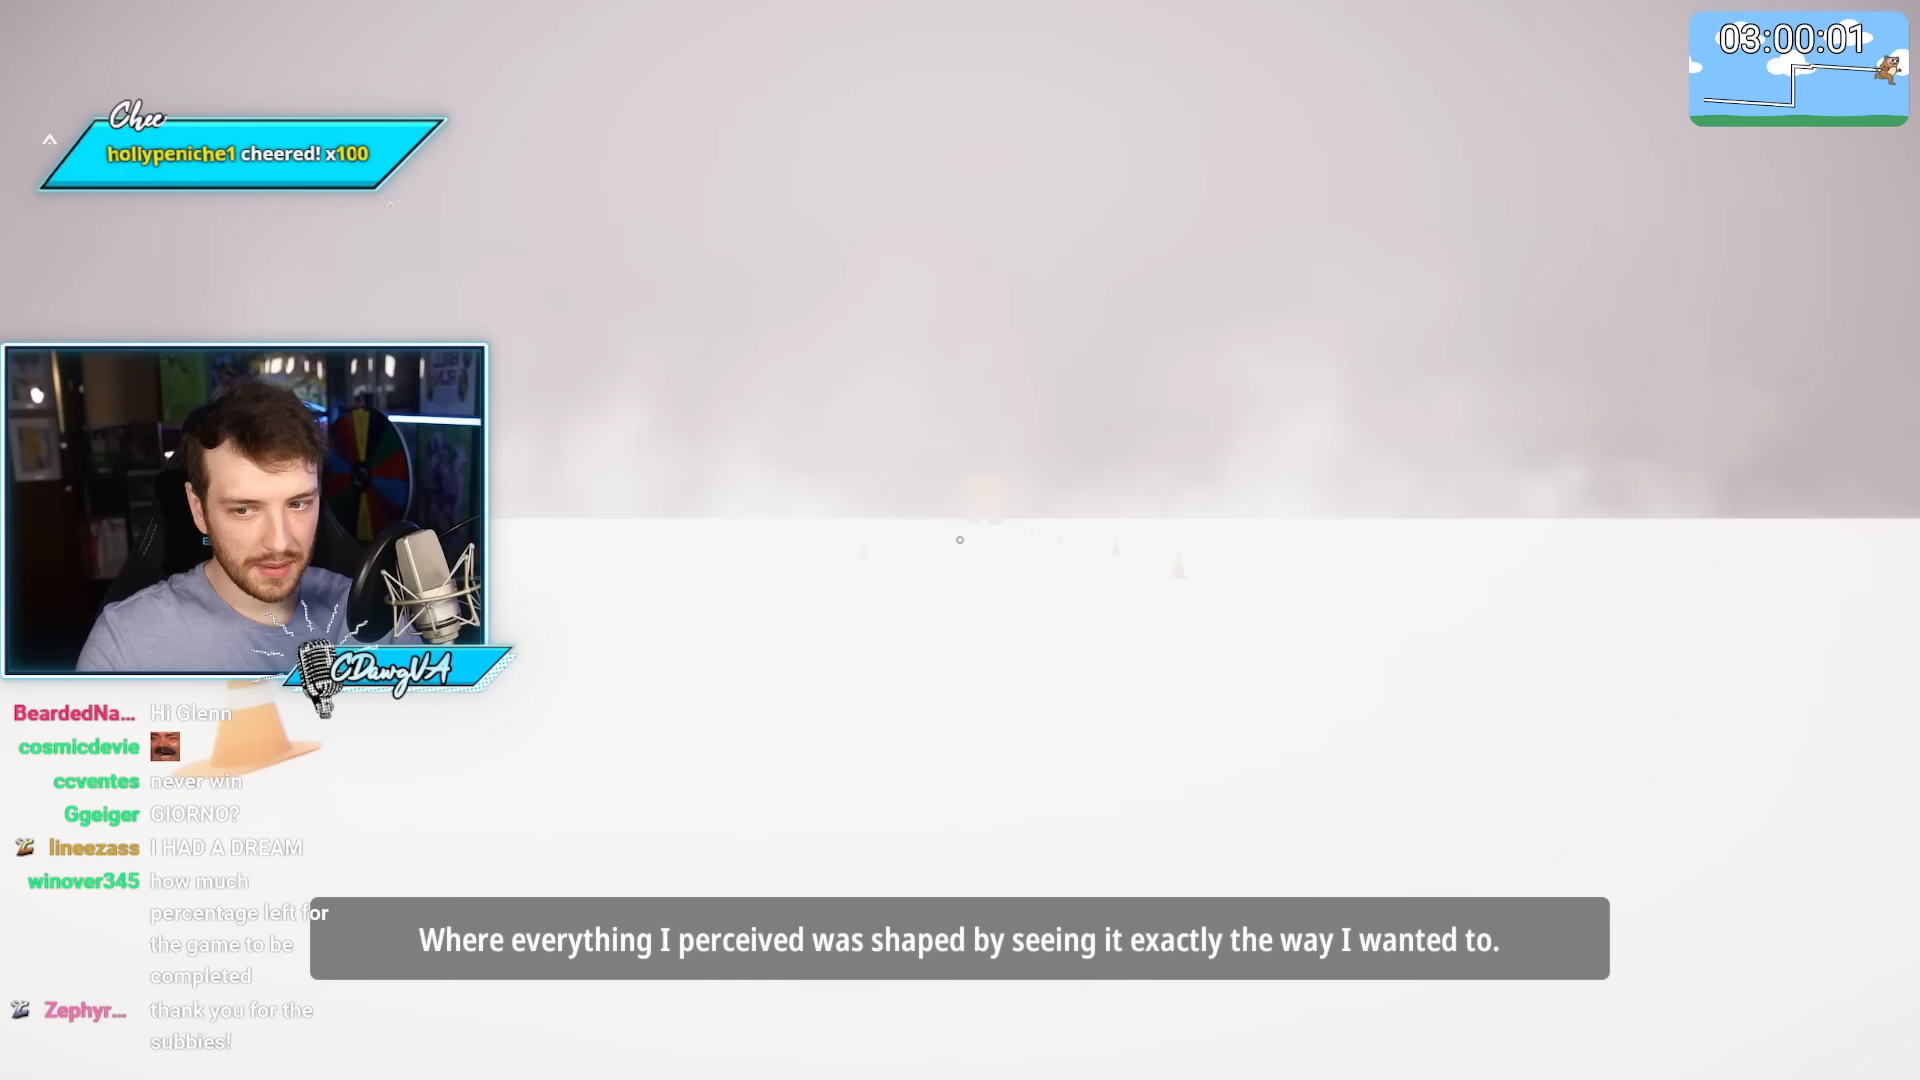 03:00:01
Chee
hollypeniche1 cheered! x100
CDawgVA
BeardedNa... Hi Glenn
cosmicdevie
ccventes never win
Ggeiger GIORNO?
lineezass I HAD A DREAM
winover345 how much
percentage left for
the game to be
completed
Zephyr... thank you for the
subbies!
Where everything I perceived was shaped by seeing it exactly the way I wanted to.